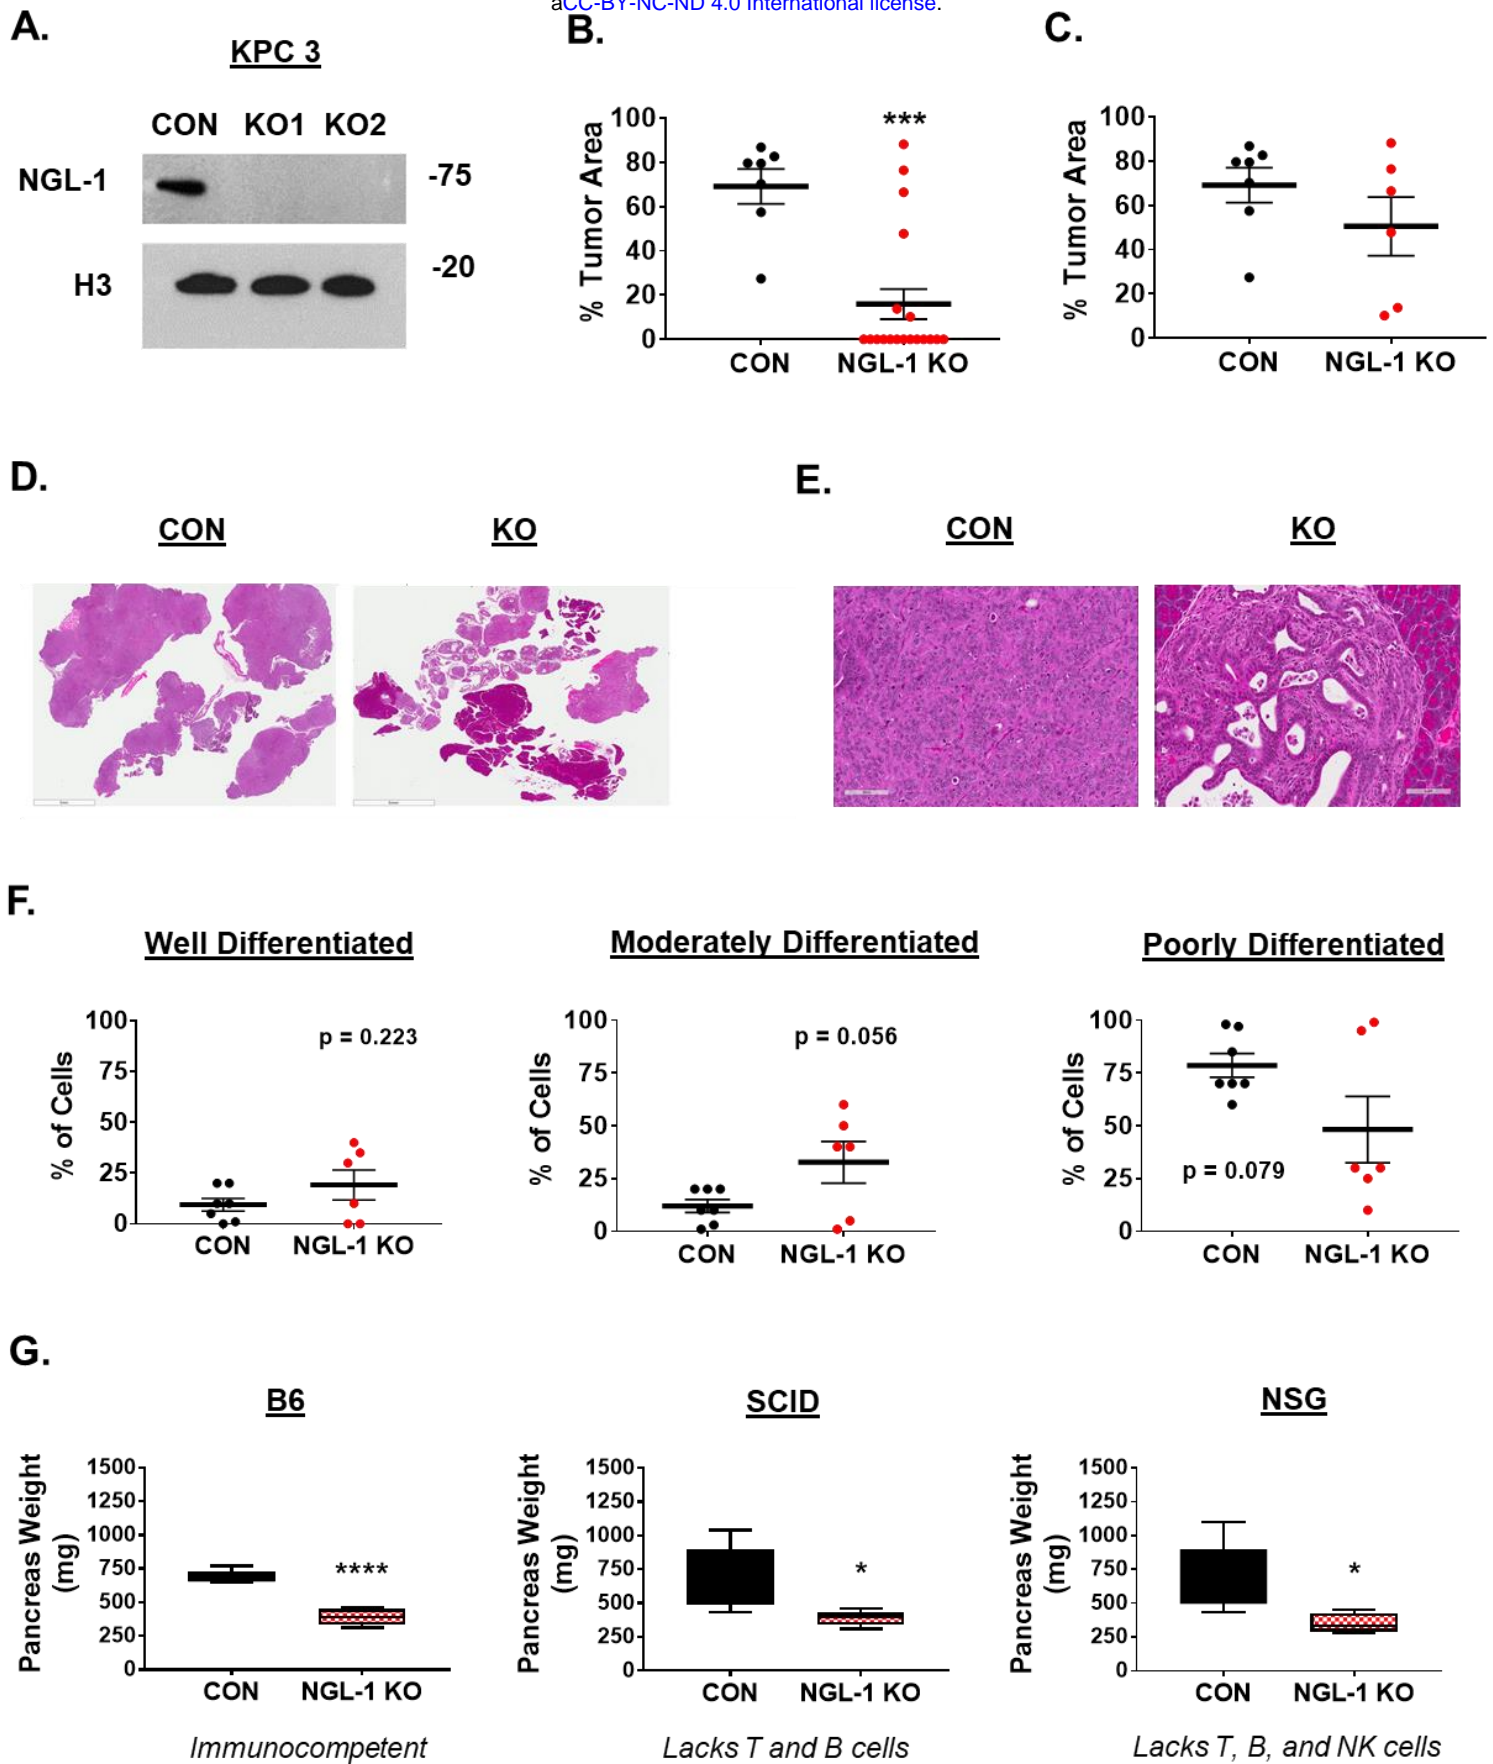 aCC-BY-NC-ND 4.0 International license.
A.
KPC 3
CON KO1 KO2
NGL-1
-75
H3
-20
B.
% Tumor Area
100
80
60
40
20
0
***
CON NGL-1 KO
C.
% Tumor Area
100
80
60
40
20
0
CON NGL-1 KO
D.
CON KO
E.
CON KO
F.
Well Differentiated
% of Cells
100
75
50
25
0
p = 0.223
CON NGL-1 KO
Moderately Differentiated
% of Cells
100
75
50
25
0
p = 0.056
CON NGL-1 KO
Poorly Differentiated
% of Cells
100
75
50
25
0
p = 0.079
CON NGL-1 KO
G.
B6
Pancreas Weight
(mg)
1500
1250
1000
750
500
250
0
****
CON NGL-1 KO
Immunocompetent
SCID
Pancreas Weight
(mg)
1500
1250
1000
750
500
250
0
*
CON NGL-1 KO
Lacks T and B cells
NSG
Pancreas Weight
(mg)
1500
1250
1000
750
500
250
0
*
CON NGL-1 KO
Lacks T, B, and NK cells